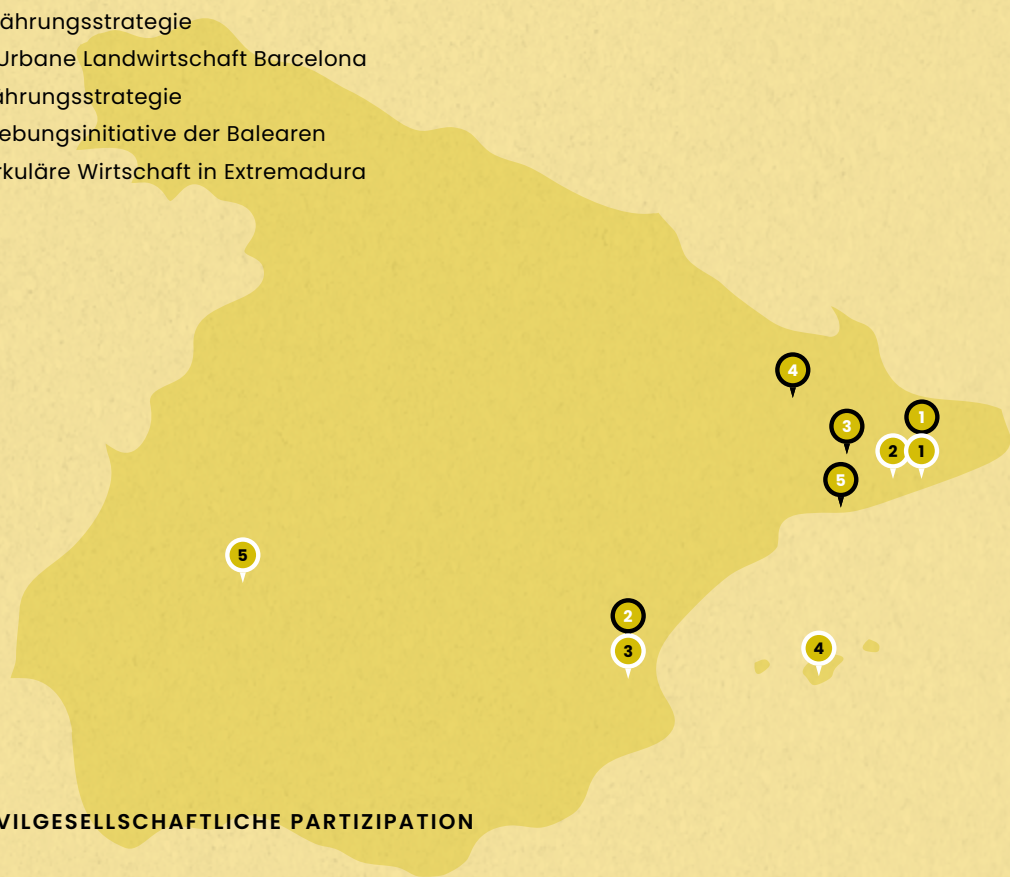 ährungsstrategie
Urbane Landwirtschaft Barcelona
ahrungsstrategie
ebungsinitiative der Balearen
rkuläre Wirtschaft in Extremadura
4
1
3
2 1
5
5
2
3
4
VILGESELLSCHAFTLICHE PARTIZIPATION